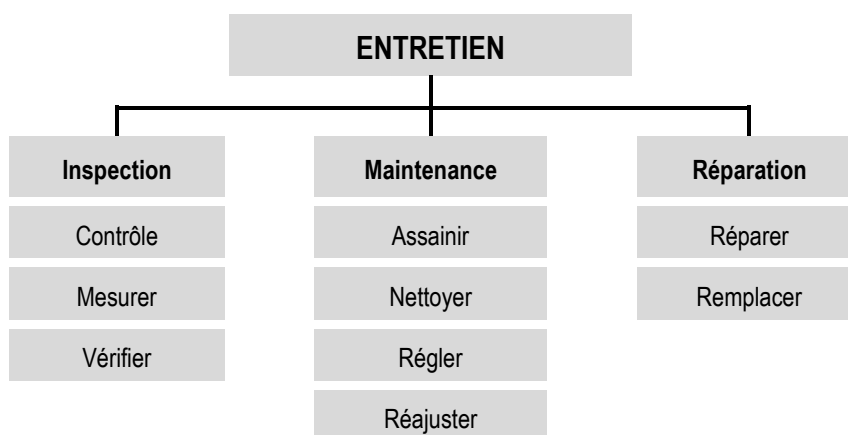 ENTRETIEN
Inspection
Contrôle
Mesurer
Vérifier
Maintenance
Assainir
Nettoyer
Régler
Réajuster
Réparation
Réparer
Remplacer